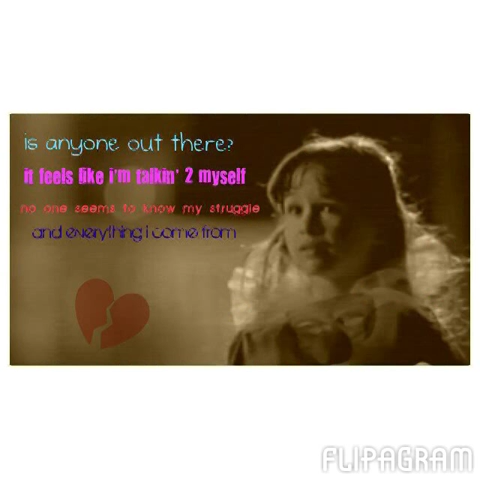 is anyone out there?
it feels like i'm talkin' 2 myself
no one seems to know my struggle
and everything i come from
FLIPAGRAM